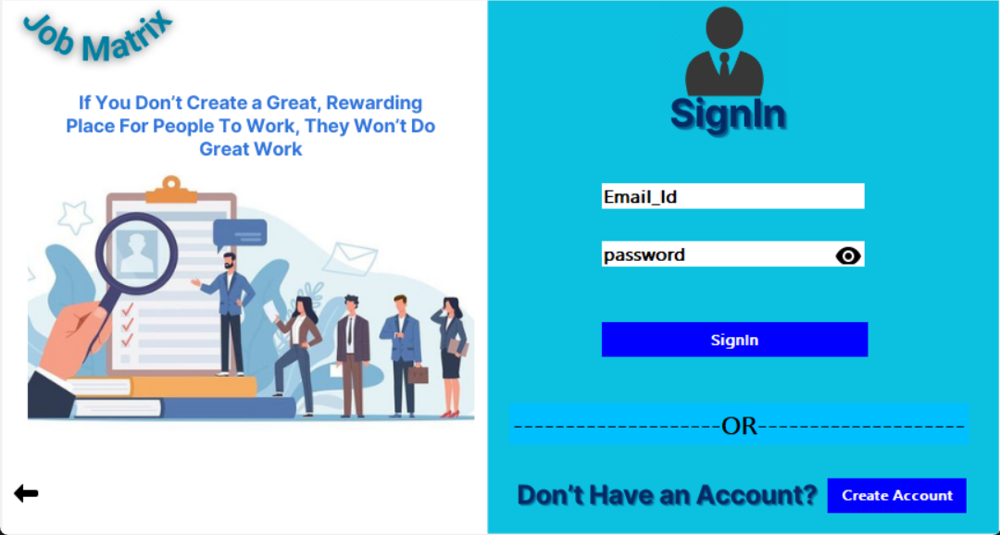 Job Matrix
If You Don’t Create a Great, Rewarding
Place For People To Work, They Won’t Do
Great Work
SignIn
Email_Id
password
SignIn
--------------------OR--------------------
Don’t Have an Account?
Create Account